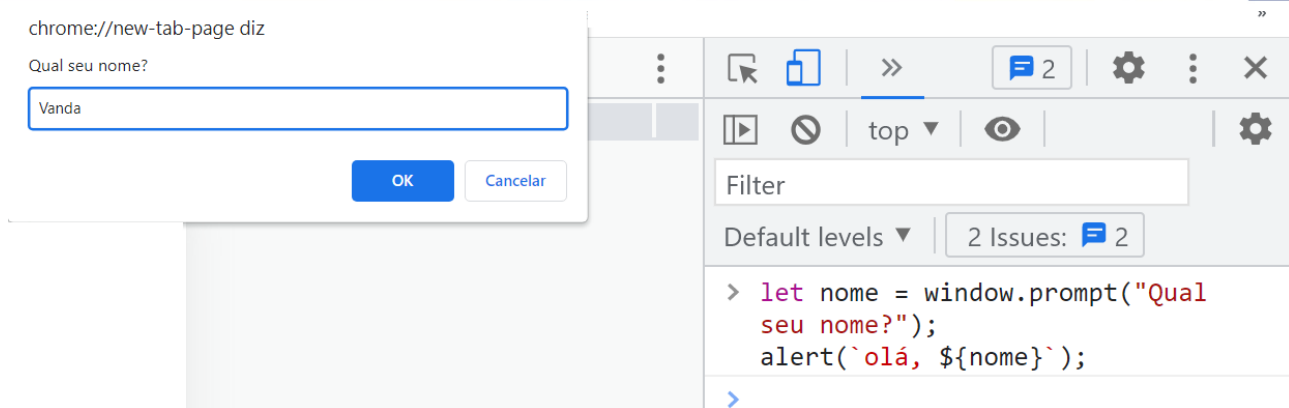 chrome://new-tab-page diz
Qual seu nome?
Vanda
OK
Cancelar
»
»
2
top ▼
Filter
Default levels ▼
2 Issues: 2
> let nome = window.prompt("Qual
seu nome?");
alert(`olá, ${nome}`);
>